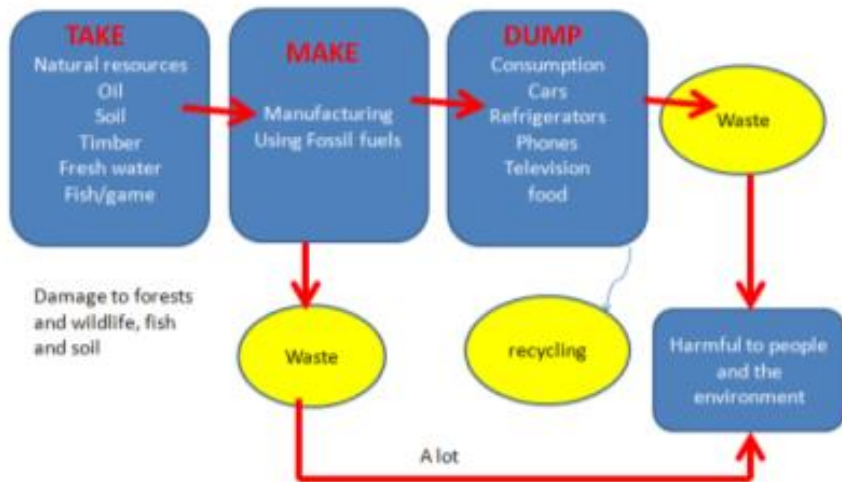 TAKE
Natural resources
Oil
Soil
Timber
Fresh water
Fish/game
MAKE
Manufacturing
Using Fossil fuels
DUMP
Consumption
Cars
Refrigerators
Phones
Television
food
Waste
Damage to forests
and wildlife, fish
and soil
Waste
recycling
Harmful to people
and the
environment
A lot